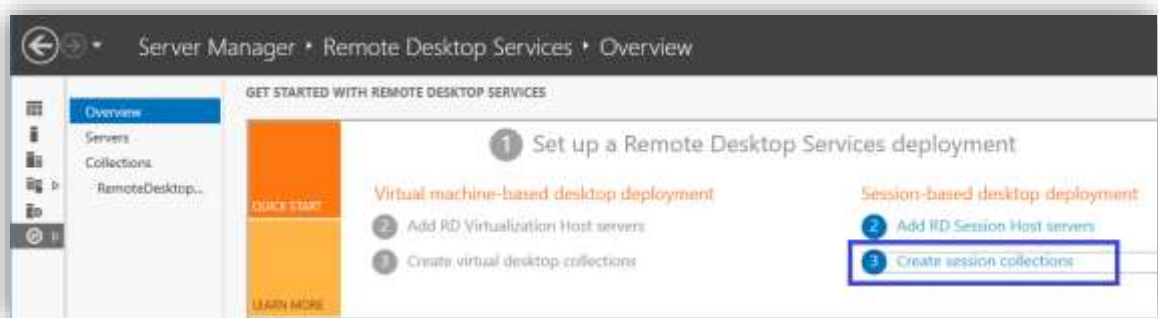 Server Manager • Remote Desktop Services • Overview
GET STARTED WITH REMOTE DESKTOP SERVICES
Overview
Servers
Collections
RemoteDesktop...
1 Set up a Remote Desktop Services deployment
QUICK START
Virtual machine-based desktop deployment
2 Add RD Virtualization Host servers
3 Create virtual desktop collections
Session-based desktop deployment
2 Add RD Session Host servers
3 Create session collections
LEARN MORE